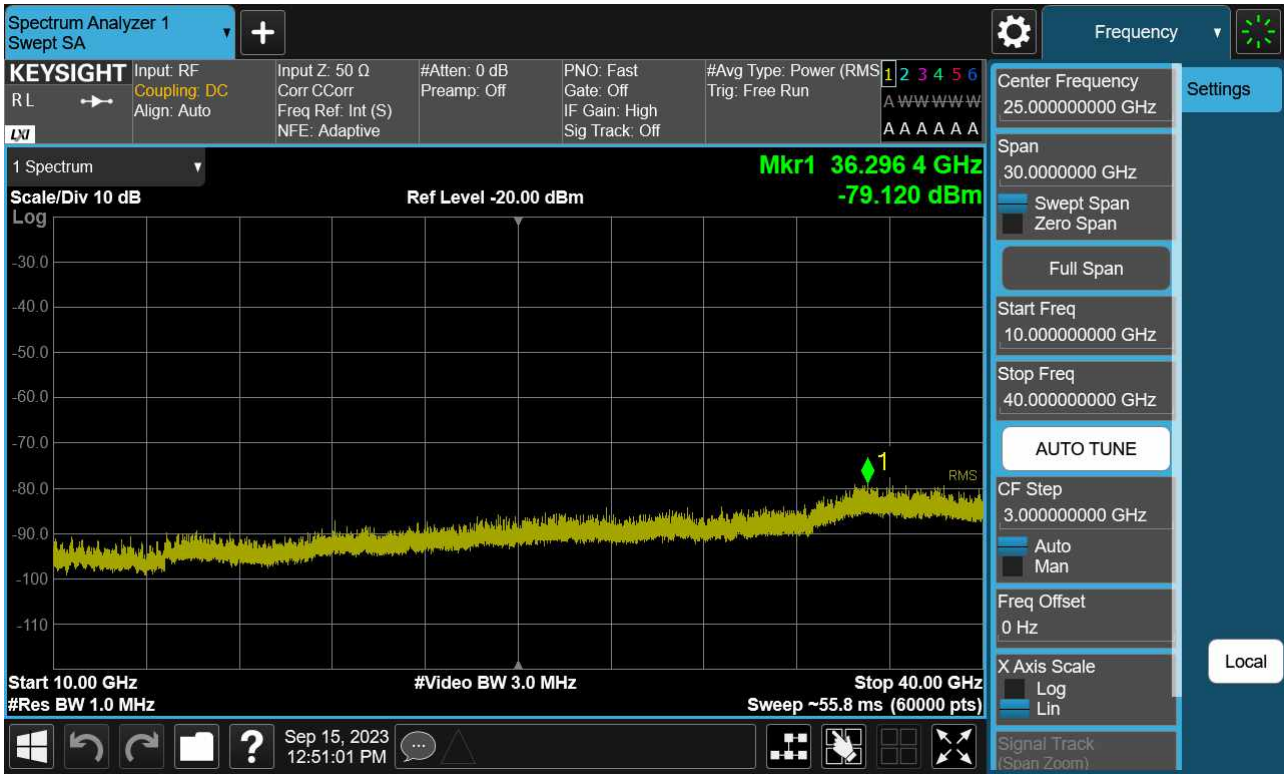 Spectrum Analyzer 1
Swept SA
+
Frequency
KEYSIGHT
R L
LXI
Input: RF
Coupling: DC
Align: Auto
Input Z: 50 Ω
Corr CCorr
Freq Ref: Int (S)
NFE: Adaptive
#Atten: 0 dB
Preamp: Off
PNO: Fast
Gate: Off
IF Gain: High
Sig Track: Off
#Avg Type: Power (RMS
Trig: Free Run
1 2 3 4 5 6
A W W W W W
A A A A A A
1 Spectrum
Scale/Div 10 dB
Log
Ref Level -20.00 dBm
Mkr1 36.296 4 GHz
-79.120 dBm
-30.0
-40.0
-50.0
-60.0
-70.0
-80.0
-90.0
-100
-110
1
RMS
Start 10.00 GHz
#Res BW 1.0 MHz
#Video BW 3.0 MHz
Stop 40.00 GHz
Sweep ~55.8 ms (60000 pts)
Center Frequency
25.000000000 GHz
Span
30.0000000 GHz
Swept Span
Zero Span
Full Span
Start Freq
10.000000000 GHz
Stop Freq
40.000000000 GHz
AUTO TUNE
CF Step
3.000000000 GHz
Auto
Man
Freq Offset
0 Hz
X Axis Scale
Log
Lin
Signal Track
(Span Zoom)
Settings
Local
?
Sep 15, 2023
12:51:01 PM